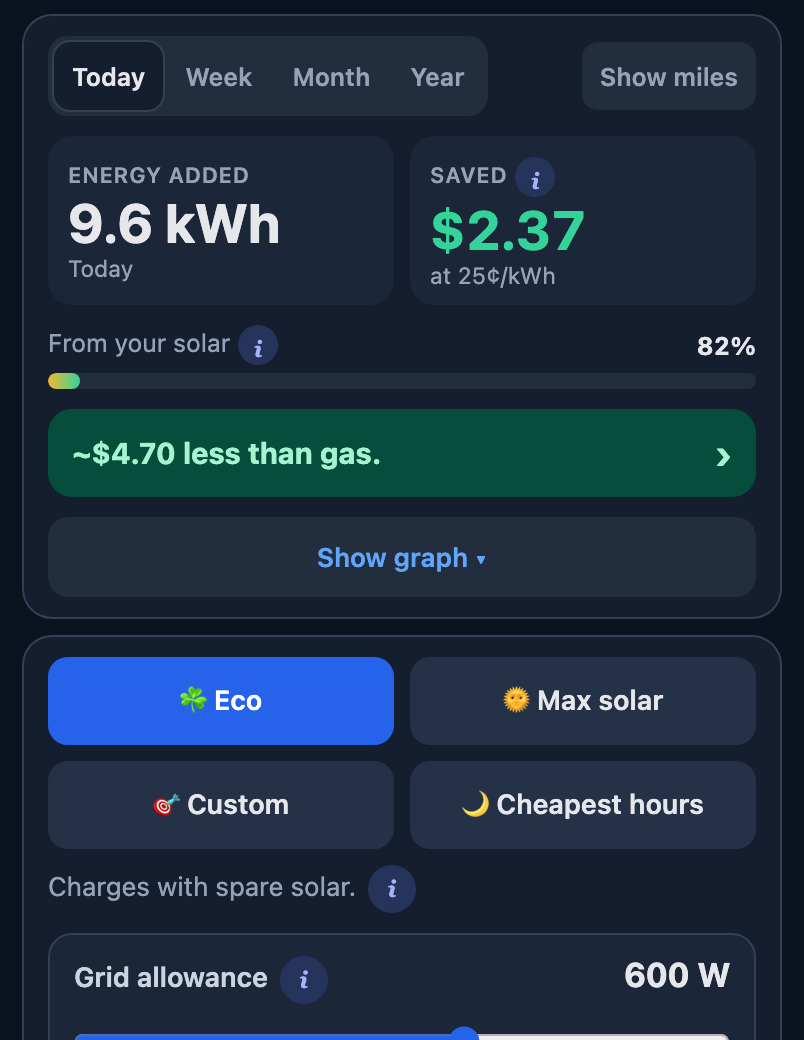 Today Week Month Year Show miles
ENERGY ADDED
9.6 kWh
Today
SAVED i
$2.37
at 25¢/kWh
From your solar i 82%
~$4.70 less than gas. ›
Show graph ▾
☘️ Eco
🌞 Max solar
🎯 Custom
🌙 Cheapest hours
Charges with spare solar. i
Grid allowance i 600 W